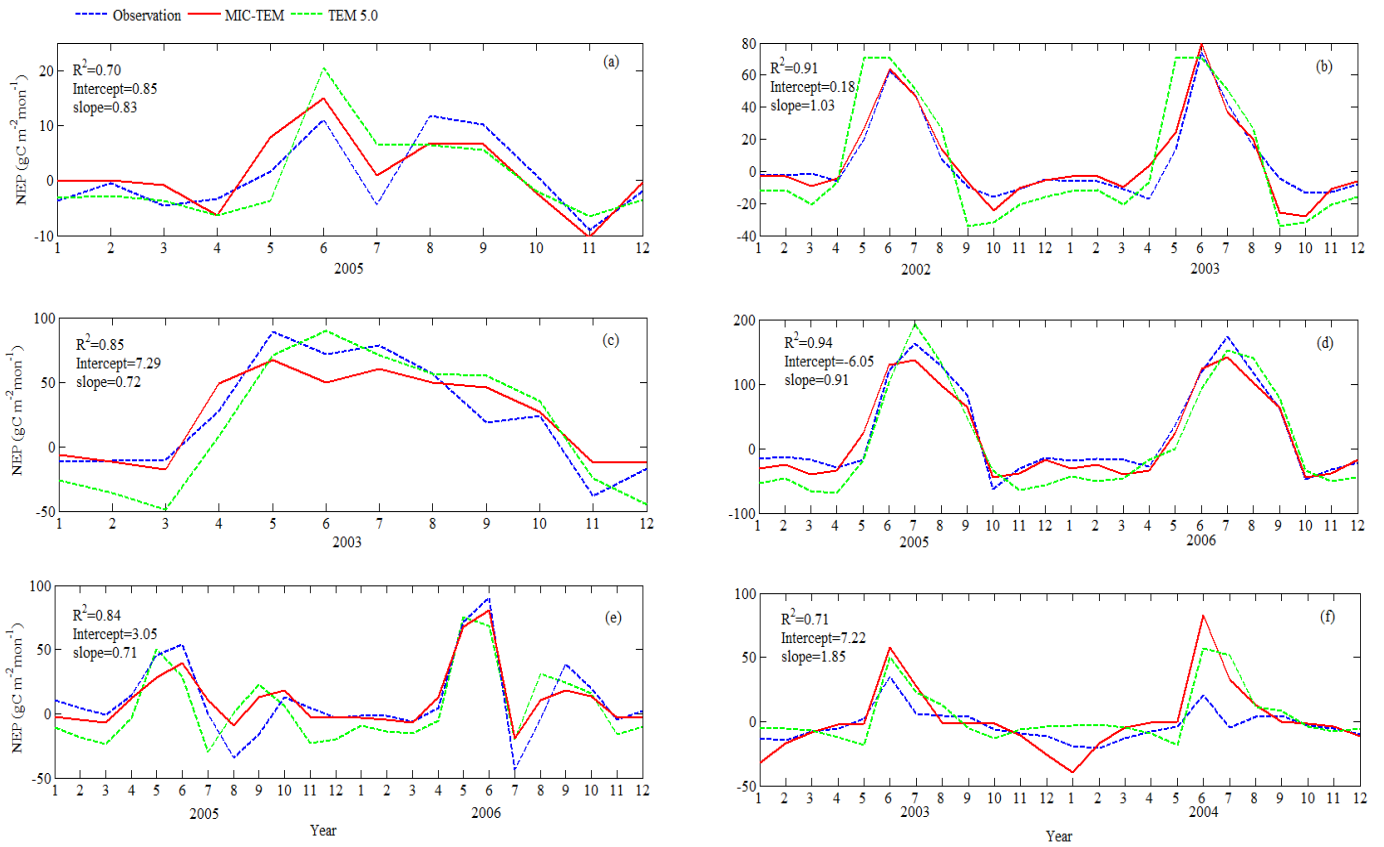 Observation MIC-TEM TEM 5.0
(a)
R²=0.70
Intercept=0.85
slope=0.83
NEP (gC m⁻² mon⁻¹)
20
10
0
-10
1 2 3 4 5 6 7 8 9 10 11 12
2005
(b)
R²=0.91
Intercept=0.18
slope=1.03
80
60
40
20
0
-20
-40
1 2 3 4 5 6 7 8 9 10 11 12 1 2 3 4 5 6 7 8 9 10 11 12
2002 2003
(c)
R²=0.85
Intercept=7.29
slope=0.72
NEP (gC m⁻² mon⁻¹)
100
50
0
-50
1 2 3 4 5 6 7 8 9 10 11 12
2003
(d)
R²=0.94
Intercept=-6.05
slope=0.91
200
100
0
-100
1 2 3 4 5 6 7 8 9 10 11 12 1 2 3 4 5 6 7 8 9 10 11 12
2005 2006
(e)
R²=0.84
Intercept=3.05
slope=0.71
NEP (gC m⁻² mon⁻¹)
100
50
0
-50
1 2 3 4 5 6 7 8 9 10 11 12 1 2 3 4 5 6 7 8 9 10 11 12
2005 2006
Year
(f)
R²=0.71
Intercept=7.22
slope=1.85
100
50
0
-50
1 2 3 4 5 6 7 8 9 10 11 12 1 2 3 4 5 6 7 8 9 10 11 12
2003 2004
Year